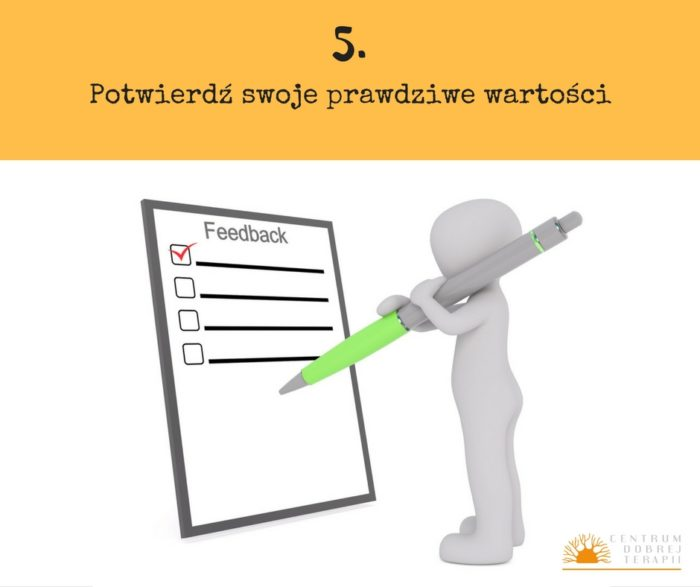 5.
Potwierdź swoje prawdziwe wartości
Feedback
CENTRUM
DOBREJ
TERAPII